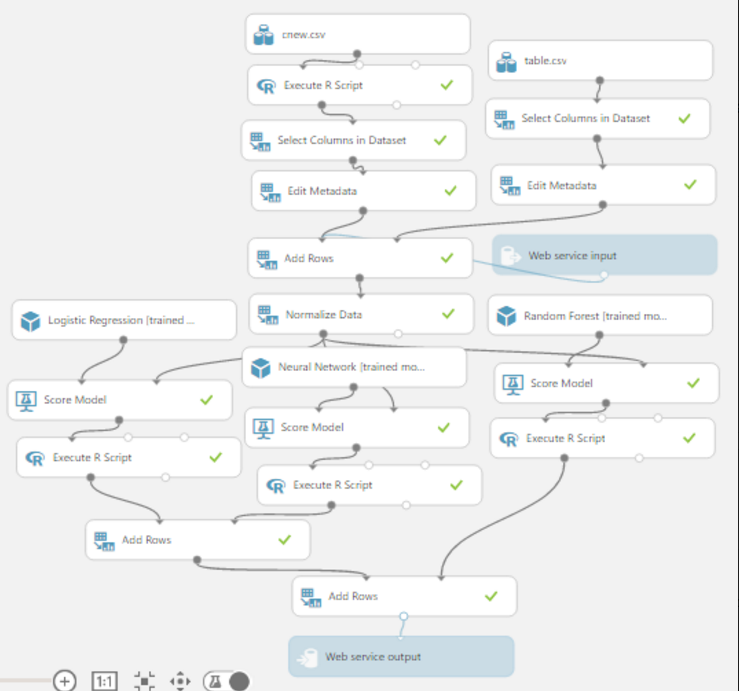 cnew.csv
table.csv
Execute R Script
Select Columns in Dataset
Select Columns in Dataset
Edit Metadata
Edit Metadata
Add Rows
Web service input
Normalize Data
Logistic Regression [trained ...
Random Forest [trained mo...
Neural Network [trained mo...
Score Model
Score Model
Score Model
Execute R Script
Execute R Script
Execute R Script
Add Rows
Add Rows
Web service output
1:1